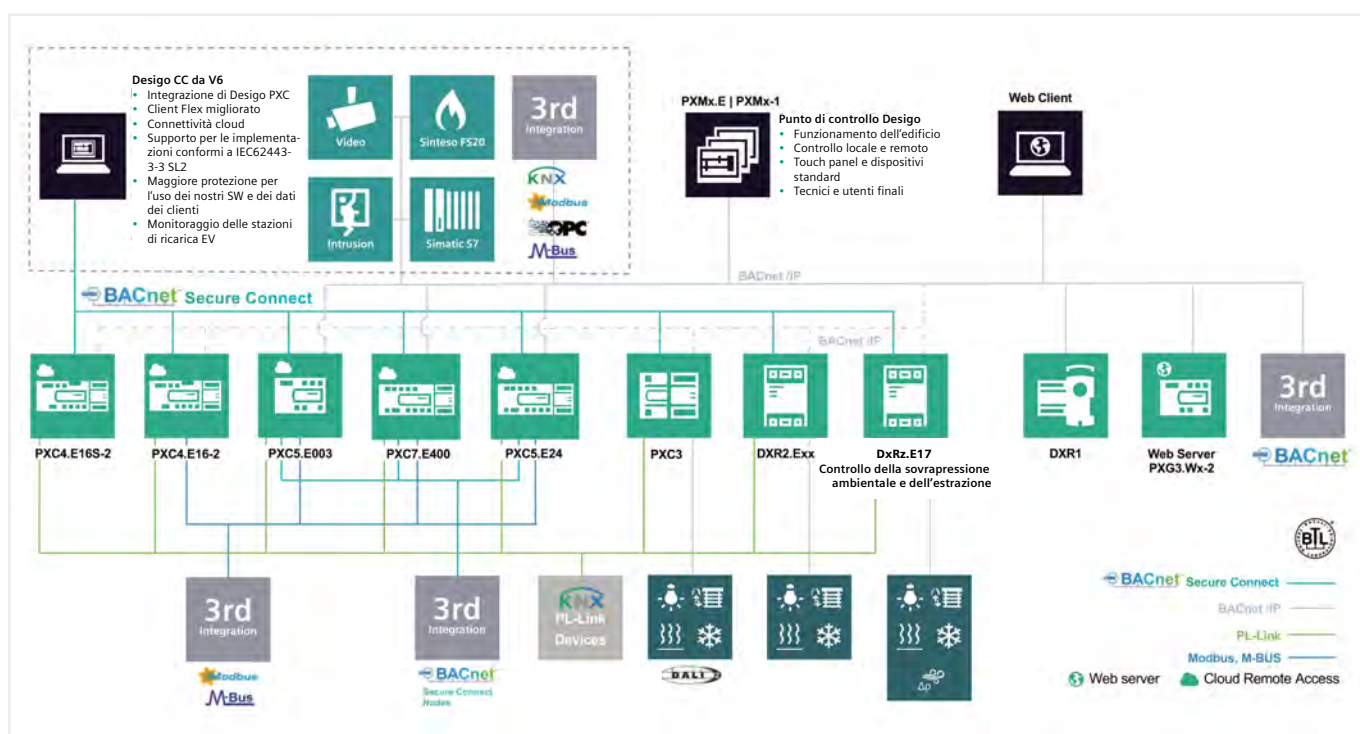 Desigo CC da V6
• Integrazione di Desigo PXC
• Client Flex migliorato
• Connettività cloud
• Supporto per le implementa-
zioni conformi a IEC62443-
3-3 SL2
• Maggiore protezione per
l'uso dei nostri SW e dei dati
dei clienti
• Monitoraggio delle stazioni
di ricarica EV
Video
Sinteso FS20
Intrusion
Simatic S7
3rd
Integration
KNX
Modbus
OPC
M-Bus
PXMx.E | PXMx-1
Punto di controllo Desigo
• Funzionamento dell'edificio
• Controllo locale e remoto
• Touch panel e dispositivi
standard
• Tecnici e utenti finali
Web Client
BACnet /IP
BACnet Secure Connect
BACnet /IP
PXC4.E16S-2
PXC4.E16-2
PXC5.E003
PXC7.E400
PXC5.E24
PXC3
DXR2.Exx
DxRz.E17
Controllo della sovrapressione
ambientale e dell'estrazione
DXR1
Web Server
PXG3.Wx-2
3rd
Integration
BACnet
3rd
Integration
Modbus
M-Bus
3rd
Integration
BACnet
Secure Connect
Nodes
KNX
PL-Link
Devices
DALI
Δp
BTL
BACnet Secure Connect
BACnet /IP
PL-Link
Modbus, M-BUS
Web server
Cloud Remote Access